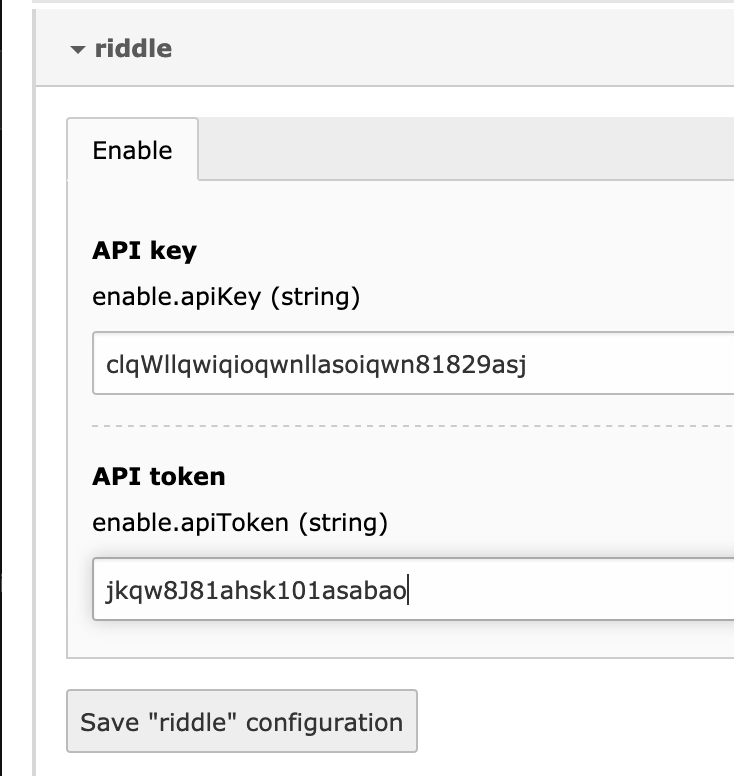 riddle
Enable
API key
enable.apiKey (string)
clqWllqwiqioqwnllasoiqwn81829asj
API token
enable.apiToken (string)
jkqw8J81ahsk101asabao
Save "riddle" configuration